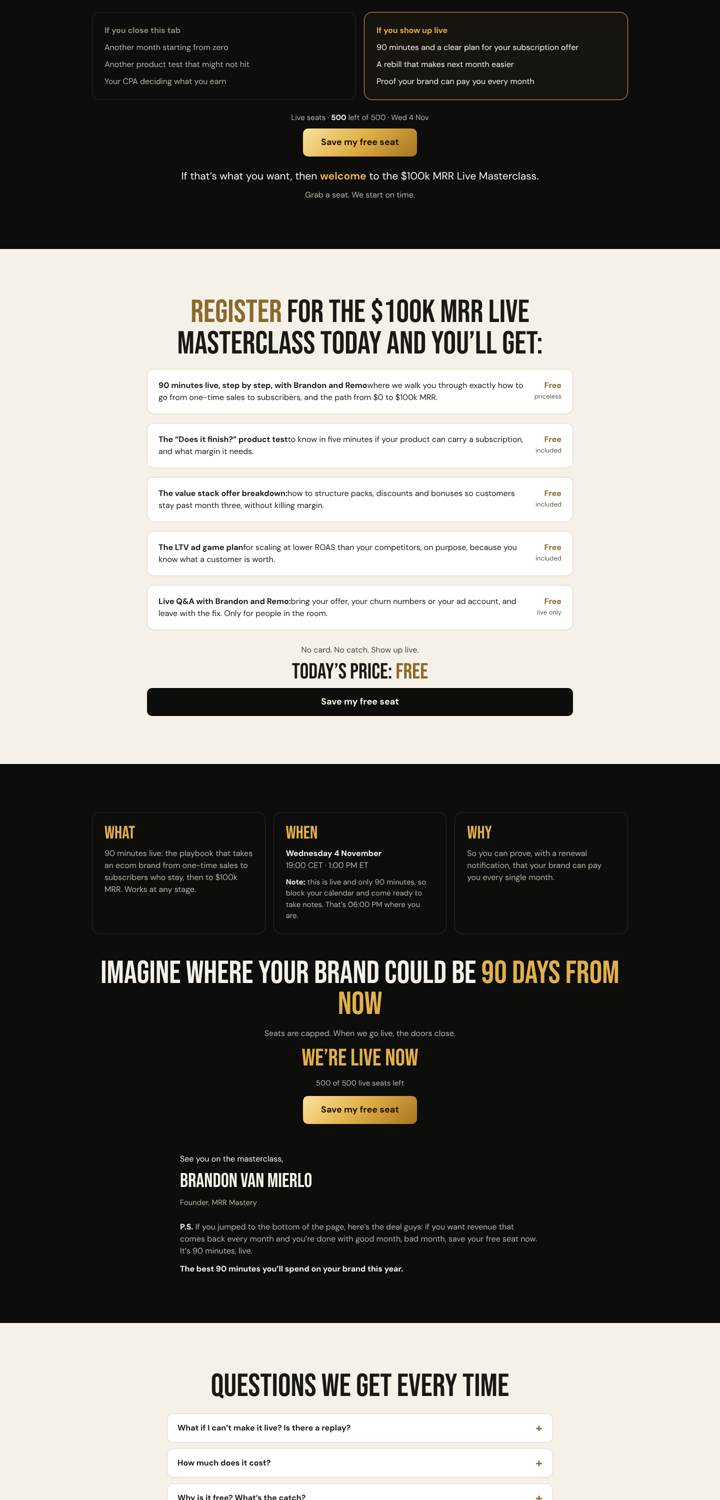 If you close this tab
Another month starting from zero
Another product test that might not hit
Your CPA deciding what you earn
If you show up live
90 minutes and a clear plan for your subscription offer
A rebill that makes next month easier
Proof your brand can pay you every month
Live seats · 500 left of 500 · Wed 4 Nov
Save my free seat
If that's what you want, then welcome to the $100k MRR Live Masterclass.
Grab a seat. We start on time.
REGISTER FOR THE $100K MRR LIVE
MASTERCLASS TODAY AND YOU'LL GET:
90 minutes live, step by step, with Brandon and Remowhere we walk you through exactly how to
go from one-time sales to subscribers, and the path from $0 to $100k MRR.
Free
priceless
The “Does it finish?” product testto know in five minutes if your product can carry a subscription,
and what margin it needs.
Free
included
The value stack offer breakdown:how to structure packs, discounts and bonuses so customers
stay past month three, without killing margin.
Free
included
The LTV ad game planfor scaling at lower ROAS than your competitors, on purpose, because you
know what a customer is worth.
Free
included
Live Q&A with Brandon and Remo:bring your offer, your churn numbers or your ad account, and
leave with the fix. Only for people in the room.
Free
live only
No card. No catch. Show up live.
TODAY'S PRICE: FREE
Save my free seat
WHAT
90 minutes live: the playbook that takes
an ecom brand from one-time sales to
subscribers who stay, then to $100k
MRR. Works at any stage.
WHEN
Wednesday 4 November
19:00 CET · 1:00 PM ET
Note: this is live and only 90 minutes, so
block your calendar and come ready to
take notes. That's 06:00 PM where you
are.
WHY
So you can prove, with a renewal
notification, that your brand can pay
you every single month.
IMAGINE WHERE YOUR BRAND COULD BE 90 DAYS FROM
NOW
Seats are capped. When we go live, the doors close.
WE'RE LIVE NOW
500 of 500 live seats left
Save my free seat
See you on the masterclass,
BRANDON VAN MIERLO
Founder, MRR Mastery
P.S. If you jumped to the bottom of the page, here's the deal guys: if you want revenue that
comes back every month and you're done with good month, bad month, save your free seat now.
It's 90 minutes, live.
The best 90 minutes you'll spend on your brand this year.
QUESTIONS WE GET EVERY TIME
What if I can't make it live? Is there a replay? +
How much does it cost? +
Why is it free? What's the catch? +